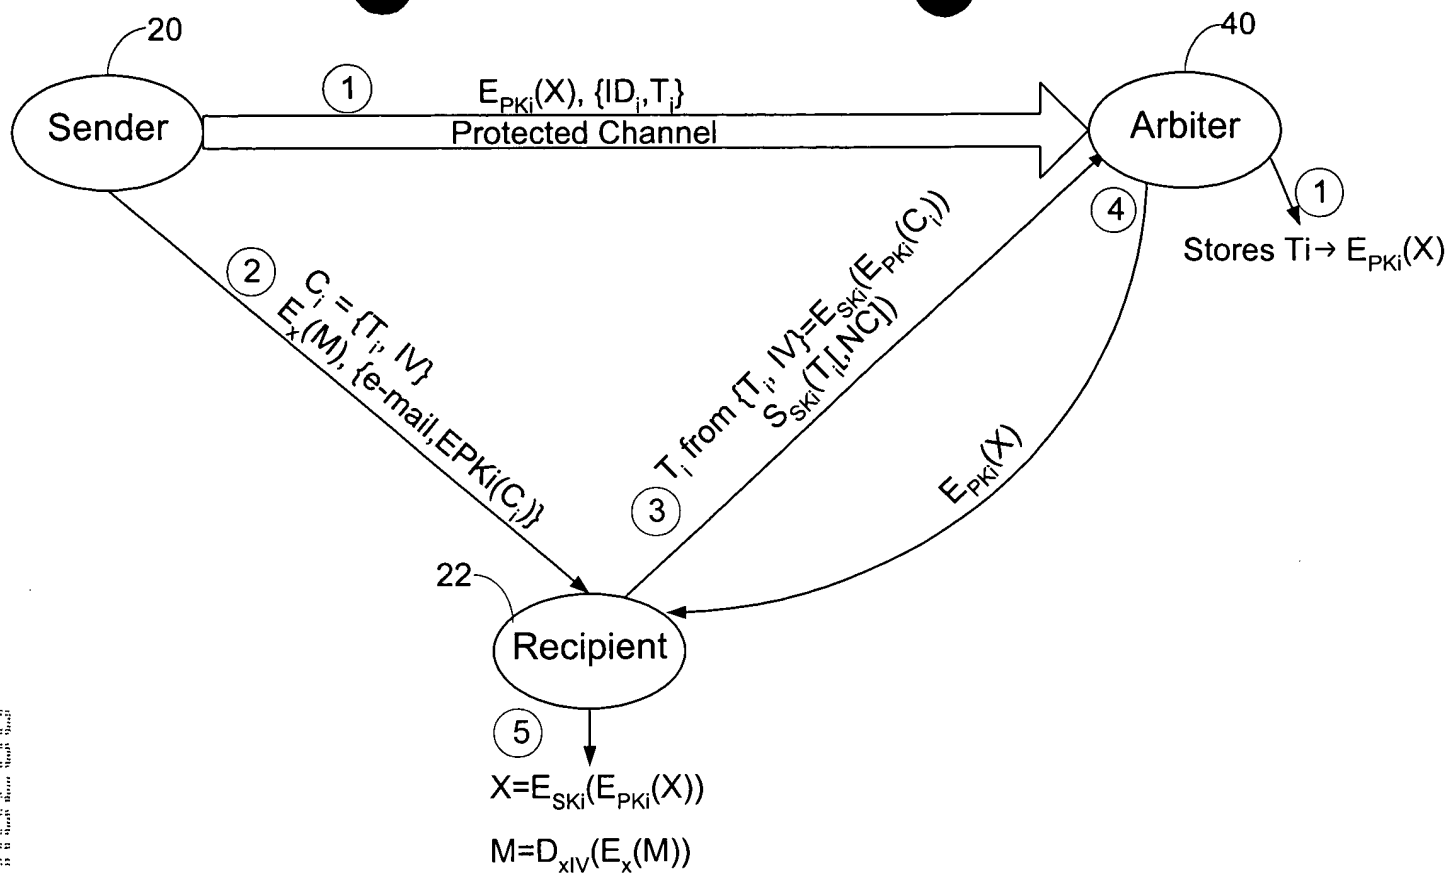 20
40
1
E_PKi(X), {ID_i,T_i}
Sender
Protected Channel
Arbiter
1
4
Stores Ti→ E_PKi(X)
2
C_i = {T_i, IV}
E_x(M), {e-mail,EPKi(C_i)}
T_i from {T_i, IV}=E_SKi(E_PKi(C_i))
S_SKi(T_i[,NC])
3
E_PKi(X)
22
Recipient
5
X=E_SKi(E_PKi(X))
M=D_xIV(E_x(M))